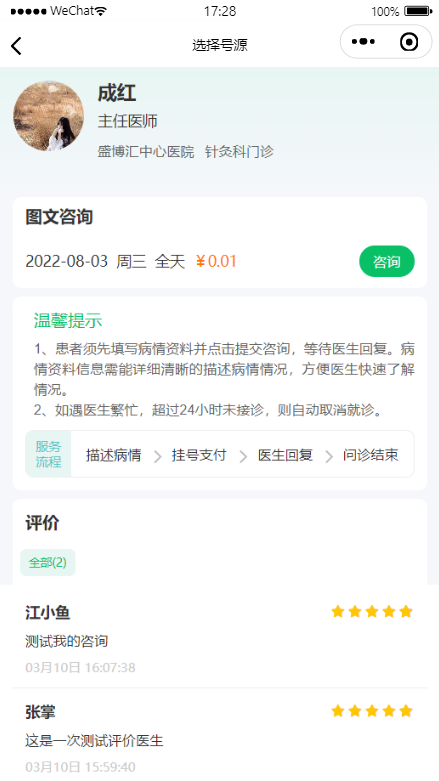 WeChat 17:28 100%
选择号源
成红
主任医师
盛博汇中心医院 针灸科门诊
图文咨询
2022-08-03 周三 全天 ¥0.01 咨询
温馨提示
1、患者须先填写病情资料并点击提交咨询，等待医生回复。病
情资料信息需能详细清晰的描述病情情况，方便医生快速了解
情况。
2、如遇医生繁忙，超过24小时未接诊，则自动取消就诊。
服务
流程
描述病情 挂号支付 医生回复 问诊结束
评价
全部(2)
江小鱼
测试我的咨询
03月10日 16:07:38
张掌
这是一次测试评价医生
03月10日 15:59:40